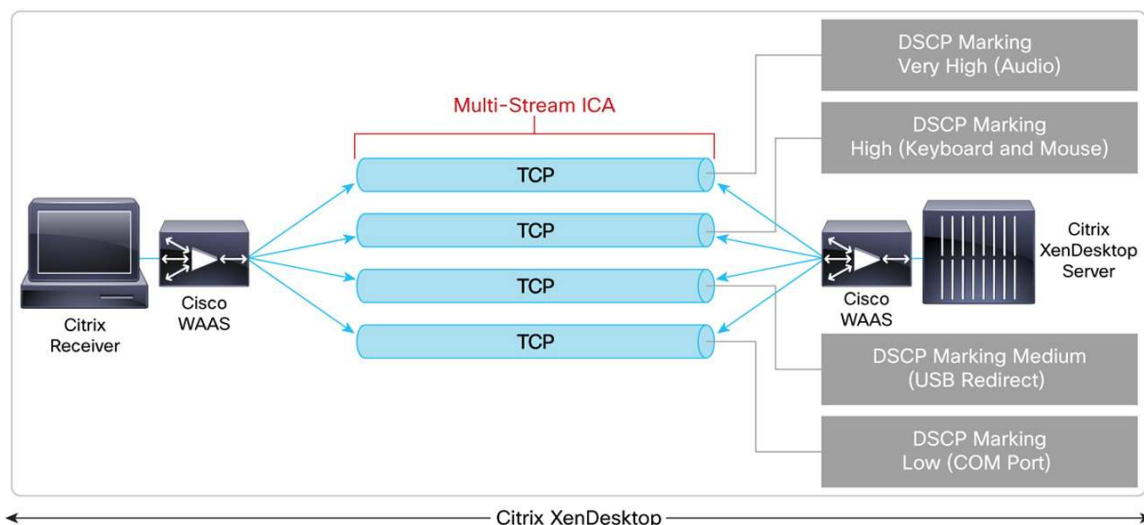 DSCP Marking
Very High (Audio)
Multi-Stream ICA
DSCP Marking
High (Keyboard and Mouse)
TCP
TCP
TCP
TCP
Citrix
Receiver
Cisco
WAAS
Cisco
WAAS
Citrix
XenDesktop
Server
DSCP Marking Medium
(USB Redirect)
DSCP Marking
Low (COM Port)
Citrix XenDesktop